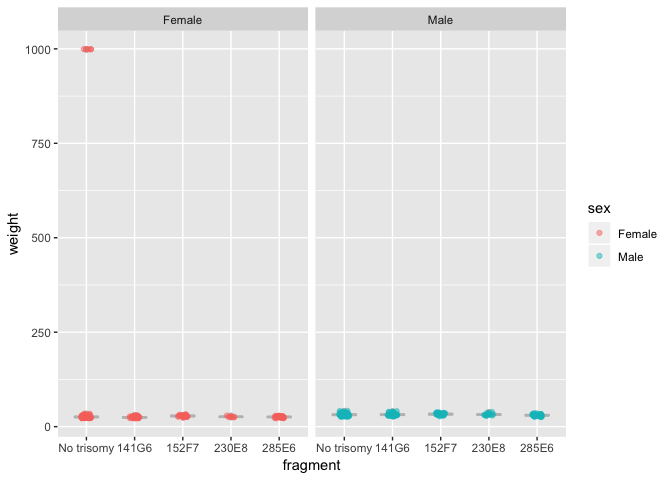 Female Male
1000
750
500
250
0
weight
No trisomy 141G6 152F7 230E8 285E6 No trisomy 141G6 152F7 230E8 285E6
fragment
sex
Female
Male